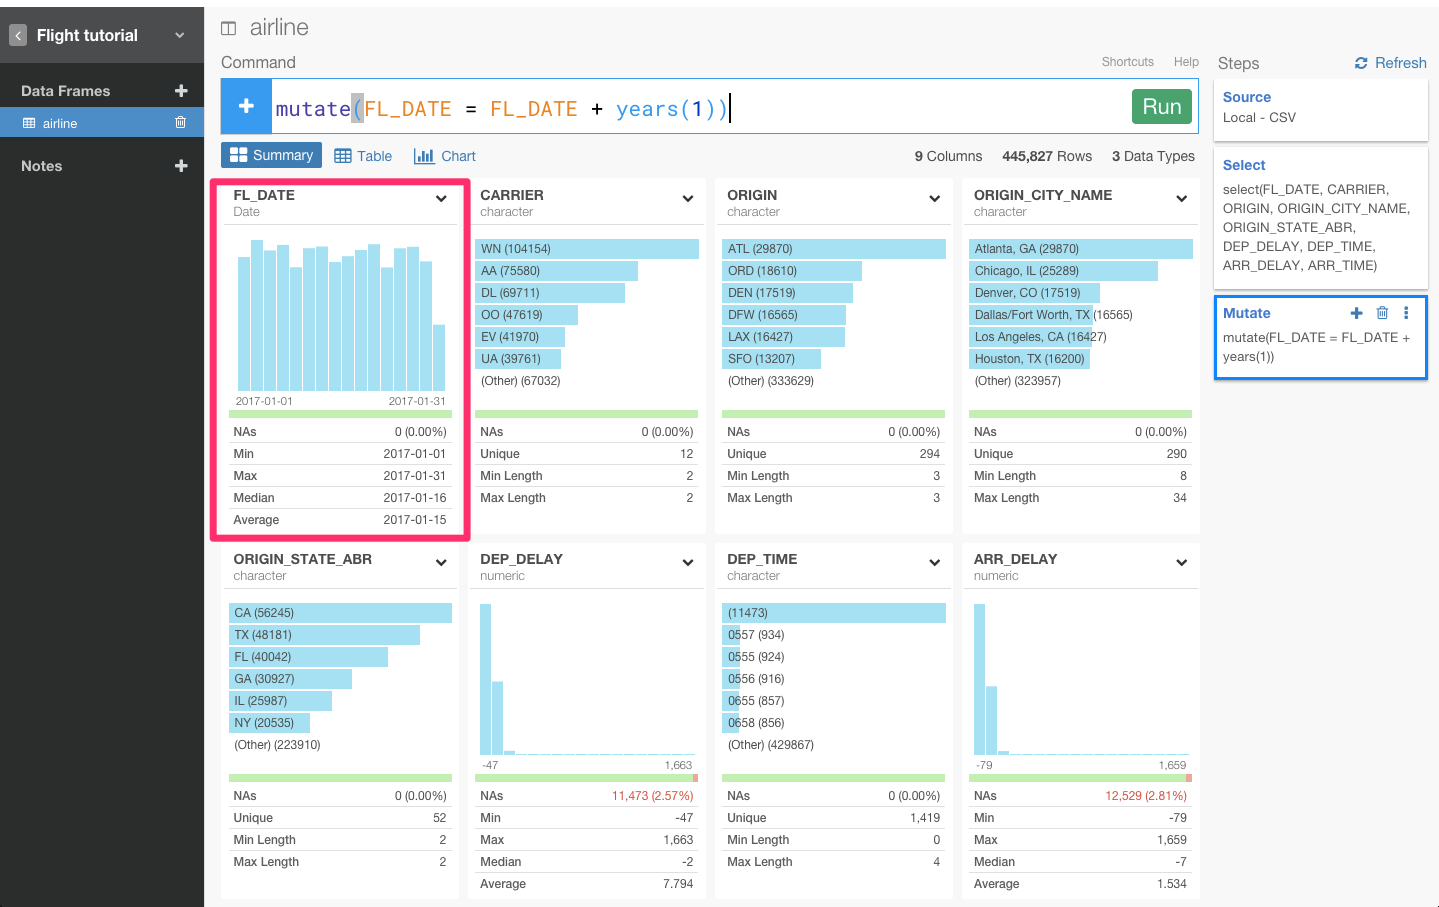 Flight tutorial
Data Frames
airline
Notes
airline
Command
Shortcuts Help
mutate(FL_DATE = FL_DATE + years(1))
Run
Summary Table Chart
9 Columns 445,827 Rows 3 Data Types
FL_DATE
Date
2017-01-01 2017-01-31
NAs 0 (0.00%)
Min 2017-01-01
Max 2017-01-31
Median 2017-01-16
Average 2017-01-15
CARRIER
character
WN (104154)
AA (75580)
DL (69711)
OO (47619)
EV (41970)
UA (39761)
(Other) (67032)
NAs 0 (0.00%)
Unique 12
Min Length 2
Max Length 2
ORIGIN
character
ATL (29870)
ORD (18610)
DEN (17519)
DFW (16565)
LAX (16427)
SFO (13207)
(Other) (333629)
NAs 0 (0.00%)
Unique 294
Min Length 3
Max Length 3
ORIGIN_CITY_NAME
character
Atlanta, GA (29870)
Chicago, IL (25289)
Denver, CO (17519)
Dallas/Fort Worth, TX (16565)
Los Angeles, CA (16427)
Houston, TX (16200)
(Other) (323957)
NAs 0 (0.00%)
Unique 290
Min Length 8
Max Length 34
ORIGIN_STATE_ABR
character
CA (56245)
TX (48181)
FL (40042)
GA (30927)
IL (25987)
NY (20535)
(Other) (223910)
NAs 0 (0.00%)
Unique 52
Min Length 2
Max Length 2
DEP_DELAY
numeric
-47 1,663
NAs 11,473 (2.57%)
Min -47
Max 1,663
Median -2
Average 7.794
DEP_TIME
character
(11473)
0557 (934)
0555 (924)
0556 (916)
0655 (857)
0658 (856)
(Other) (429867)
NAs 0 (0.00%)
Unique 1,419
Min Length 0
Max Length 4
ARR_DELAY
numeric
-79 1,659
NAs 12,529 (2.81%)
Min -79
Max 1,659
Median -7
Average 1.534
Steps Refresh
Source
Local - CSV
Select
select(FL_DATE, CARRIER,
ORIGIN, ORIGIN_CITY_NAME,
ORIGIN_STATE_ABR,
DEP_DELAY, DEP_TIME,
ARR_DELAY, ARR_TIME)
Mutate
mutate(FL_DATE = FL_DATE +
years(1))